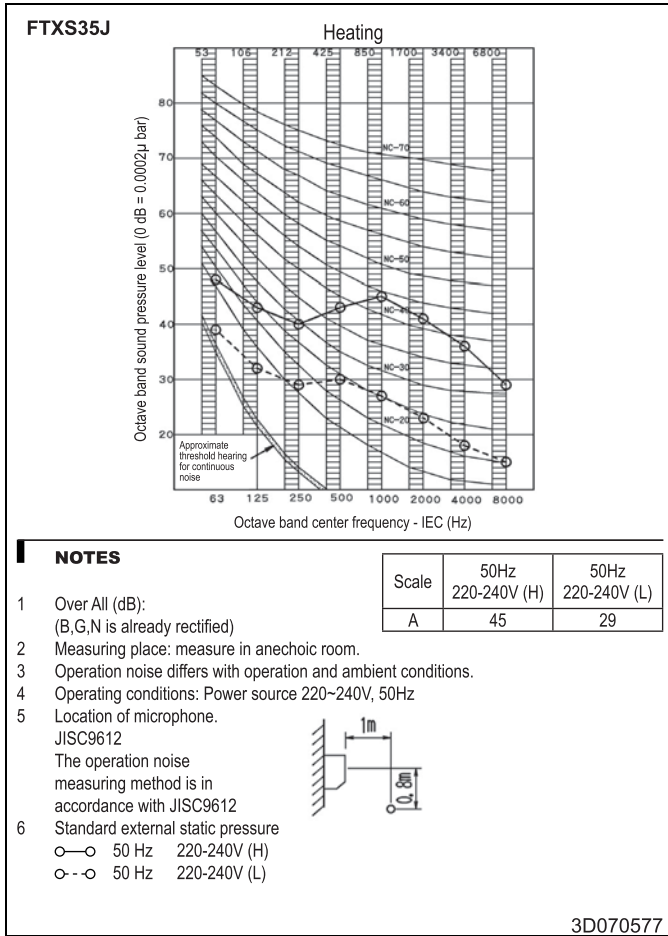 FTXS35J
Heating
53 106 212 425 850 1700 3400 6800
Octave band sound pressure level (0 dB = 0.0002µ bar)
80
70
60
50
40
30
20
NC-70
NC-60
NC-50
NC-40
NC-30
NC-20
Approximate
threshold hearing
for continuous
noise
63 125 250 500 1000 2000 4000 8000
Octave band center frequency - IEC (Hz)
NOTES
Scale 50Hz 220-240V (H) 50Hz 220-240V (L)
A 45 29
1 Over All (dB):
(B,G,N is already rectified)
2 Measuring place: measure in anechoic room.
3 Operation noise differs with operation and ambient conditions.
4 Operating conditions: Power source 220~240V, 50Hz
5 Location of microphone.
JISC9612
The operation noise
measuring method is in
accordance with JISC9612
1m
0.8m
6 Standard external static pressure
50 Hz 220-240V (H)
50 Hz 220-240V (L)
3D070577